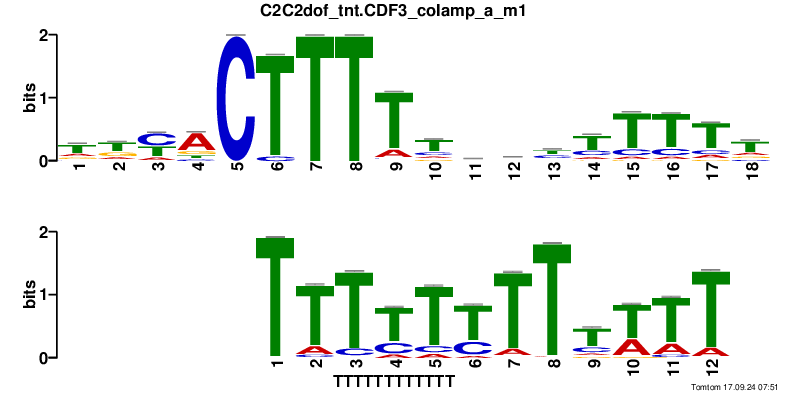 C2C2dof_tnt.CDF3_colamp_a_m1
bits
2
1
0
1 2 3 4 5 6 7 8 9 10 11 12 13 14 15 16 17 18
T T C A C T T T T T T T T T T T
bits
2
1
0
1 2 3 4 5 6 7 8 9 10 11 12
T T T T T T T T T T T T
TTTTTTTTTTTT
Tomtom 17.09.24 07:51